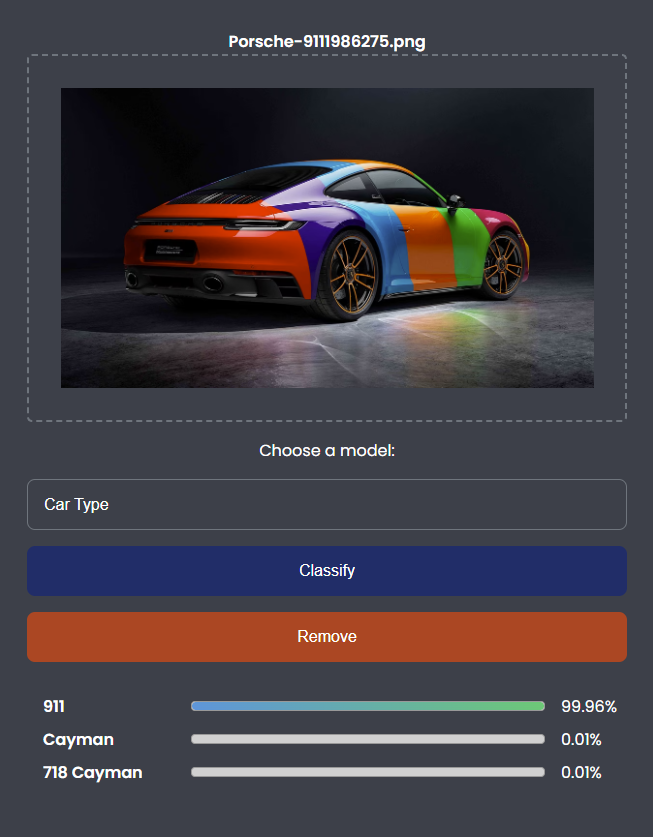 Porsche-9111986275.png
Choose a model:
Car Type
Classify
Remove
911 99.96%
Cayman 0.01%
718 Cayman 0.01%